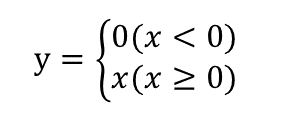 y = {0(x < 0)
x(x ≥ 0)